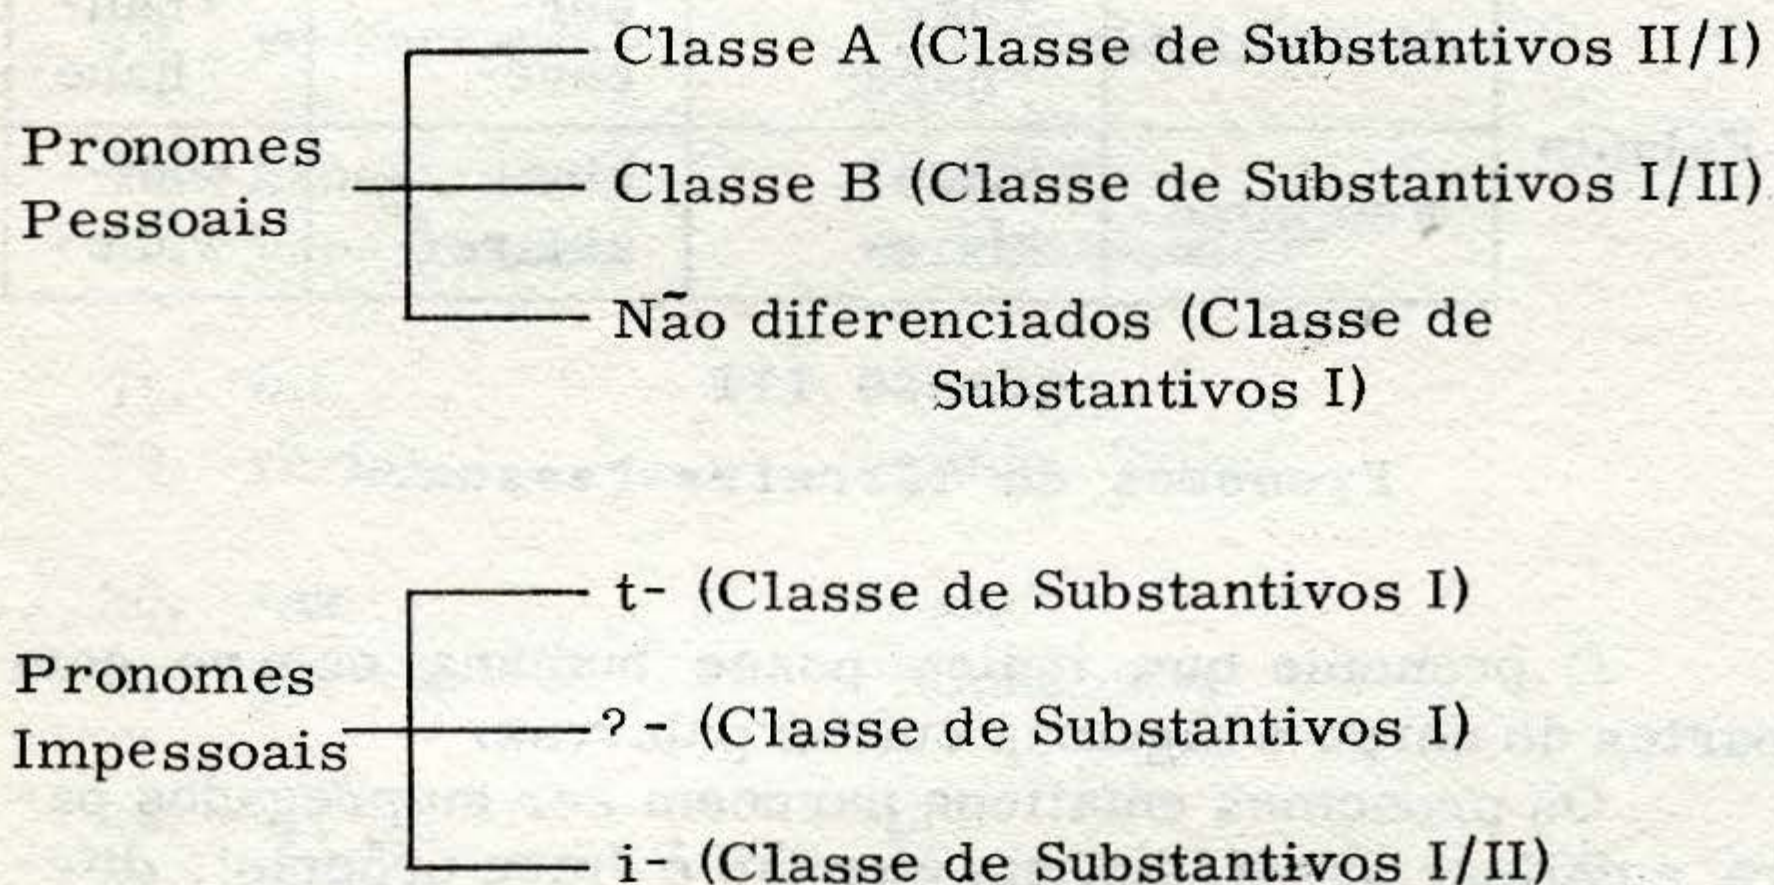 Pronomes
Pessoais
Classe A (Classe de Substantivos II/I)
Classe B (Classe de Substantivos I/II)
Não diferenciados (Classe de
Substantivos I)
Pronomes
Impessoais
t- (Classe de Substantivos I)
? - (Classe de Substantivos I)
i- (Classe de Substantivos I/II)